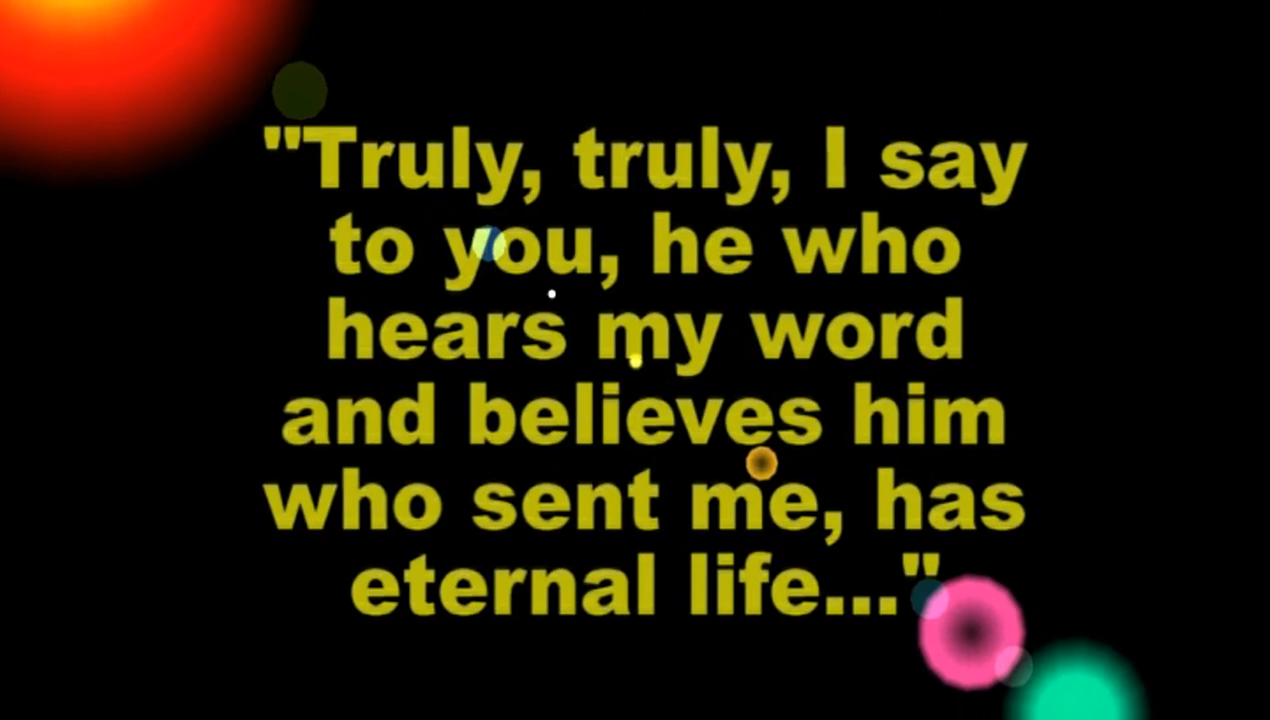 "Truly, truly, I say
to you, he who
hears my word
and believes him
who sent me, has
eternal life..."